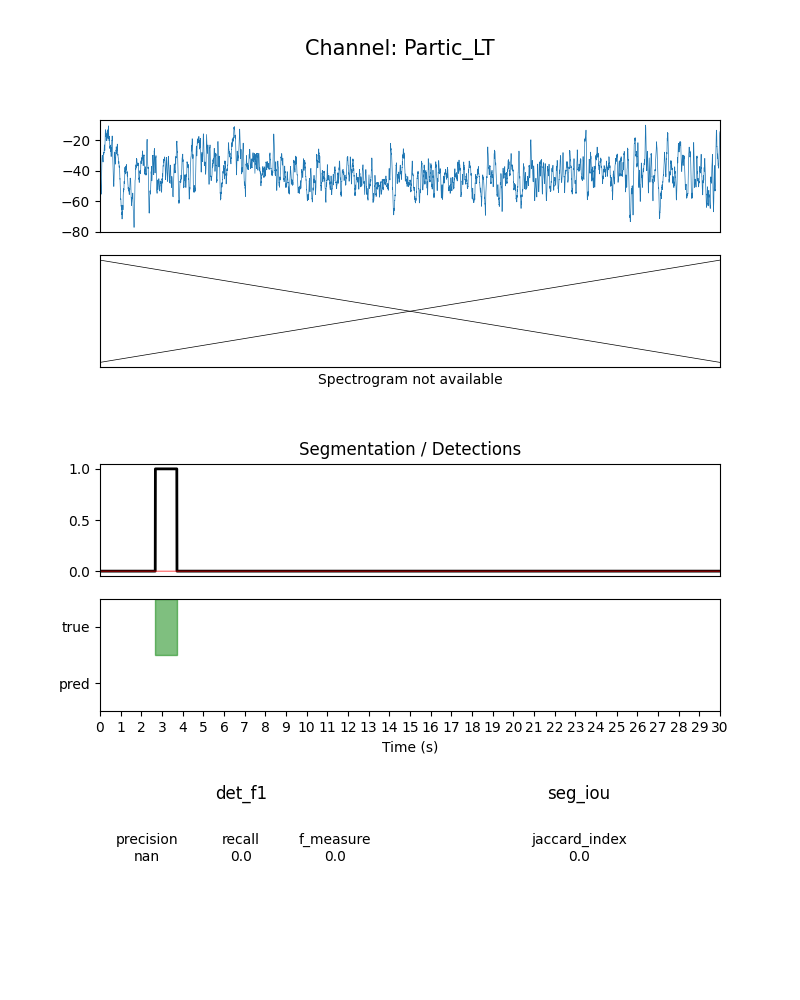 Channel: Partic_LT
−20
−40
−60
−80
Spectrogram not available
Segmentation / Detections
1.0
0.5
0.0
true
pred
0 1 2 3 4 5 6 7 8 9 10 11 12 13 14 15 16 17 18 19 20 21 22 23 24 25 26 27 28 29 30
Time (s)
det_f1 seg_iou
precision recall f_measure jaccard_index
nan 0.0 0.0 0.0